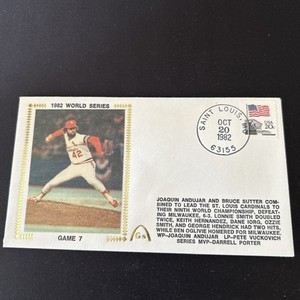 1982 WORLD SERIES
42
GAME 7
SAINT LOUIS,
OCT
20
1982
63155
USA
20c
JOAQUIN ANDUJAR AND BRUCE SUTTER COM-
BINED TO LEAD THE ST. LOUIS CARDINALS TO
THEIR NINTH WORLD CHAMPIONSHIP, DEFEAT-
ING MILWAUKEE, 6-3. LONNIE SMITH DOUBLED
TWICE, KEITH HERNANDEZ, DANE IORG, OZZIE
SMITH, AND GEORGE HENDRICK HAD TWO HITS,
WHILE BEN OGLIVIE HOMERED FOR MILWAUKEE.
WP-JOAQUIN ANDUJAR LP-PETE VUCKOVICH
SERIES MVP-DARRELL PORTER